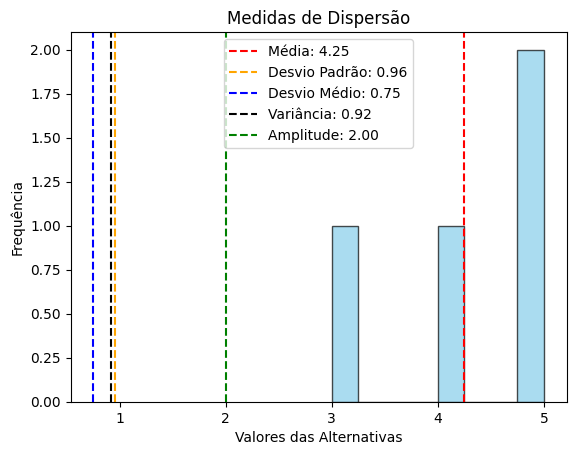 Medidas de Dispersão
Média: 4.25
Desvio Padrão: 0.96
Desvio Médio: 0.75
Variância: 0.92
Amplitude: 2.00
Frequência
2.00
1.75
1.50
1.25
1.00
0.75
0.50
0.25
0.00
1 2 3 4 5
Valores das Alternativas